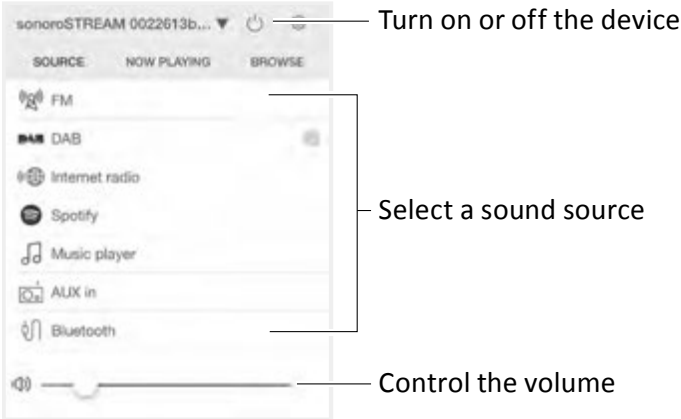 sonoroSTREAM 0022613b... ▼
Turn on or off the device
SOURCE NOW PLAYING BROWSE
FM
DAB DAB
Internet radio
Spotify
Select a sound source
Music player
AUX in
Bluetooth
Control the volume